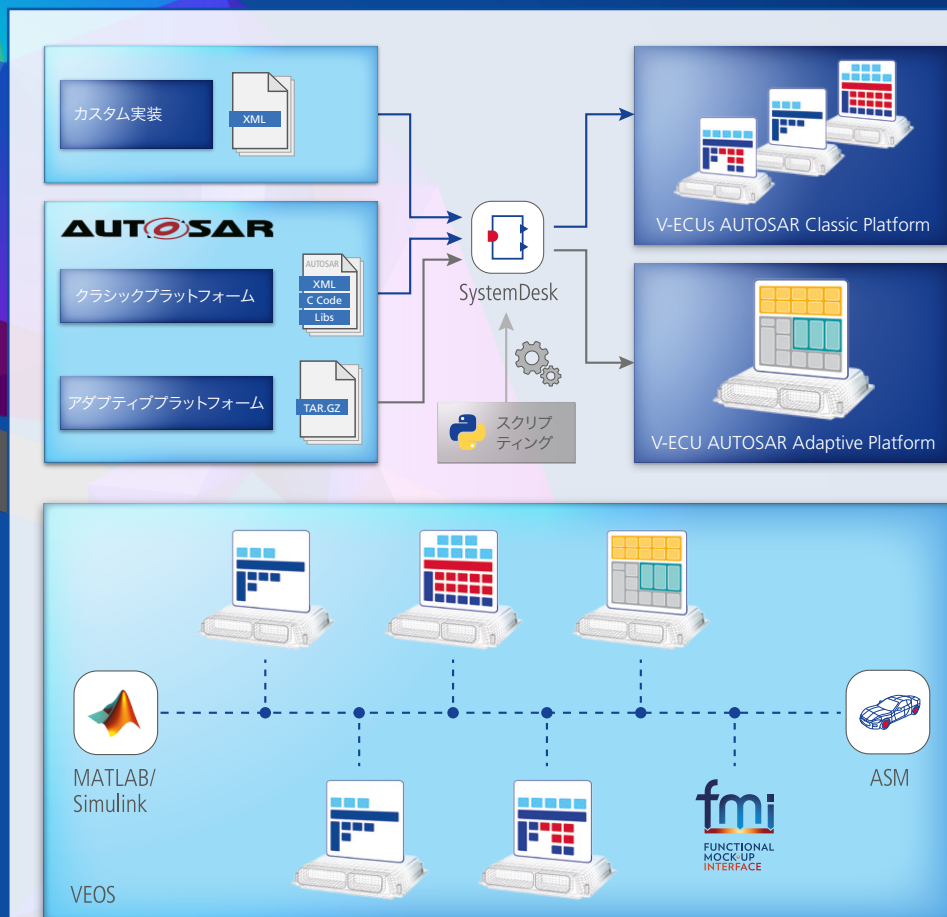 カスタム実装
XML
AUTOSAR
クラシックプラットフォーム
AUTOSAR
XML
C Code
Libs
アダプティブプラットフォーム
TAR.GZ
SystemDesk
スクリプ
ティング
V-ECUs AUTOSAR Classic Platform
V-ECU AUTOSAR Adaptive Platform
MATLAB/
Simulink
ASM
fmi
FUNCTIONAL
MOCK-UP
INTERFACE
VEOS